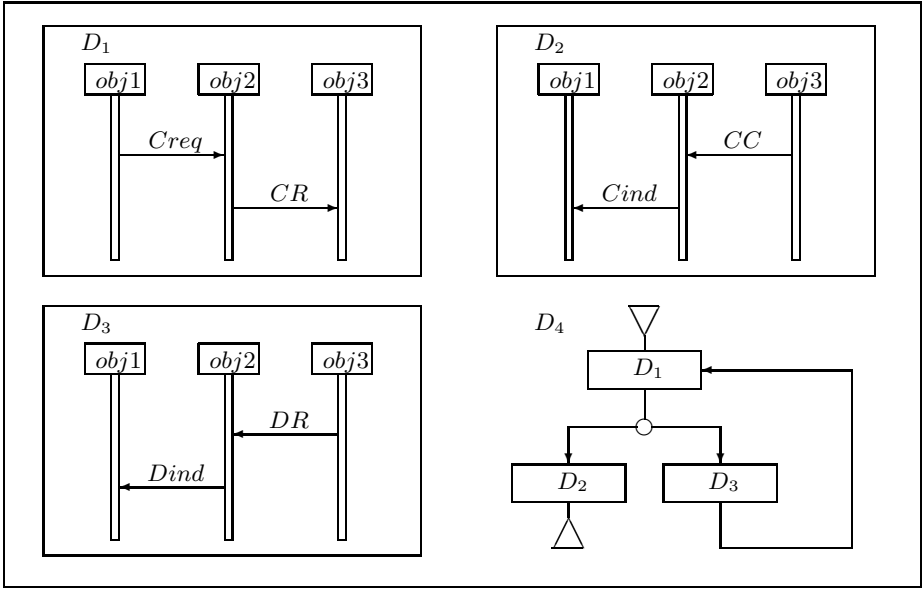 D₁
obj1 obj2 obj3
Creq
CR
D₂
obj1 obj2 obj3
CC
Cind
D₃
obj1 obj2 obj3
DR
Dind
D₄
D₁
D₂ D₃